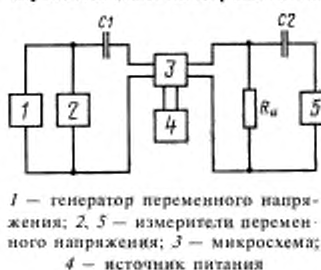 C1
C2
1
2
3
4
Rн
5
1 — генератор переменного напря-
жения; 2, 5 — измерители перемен-
ного напряжения; 3 — микросхема;
4 — источник питания